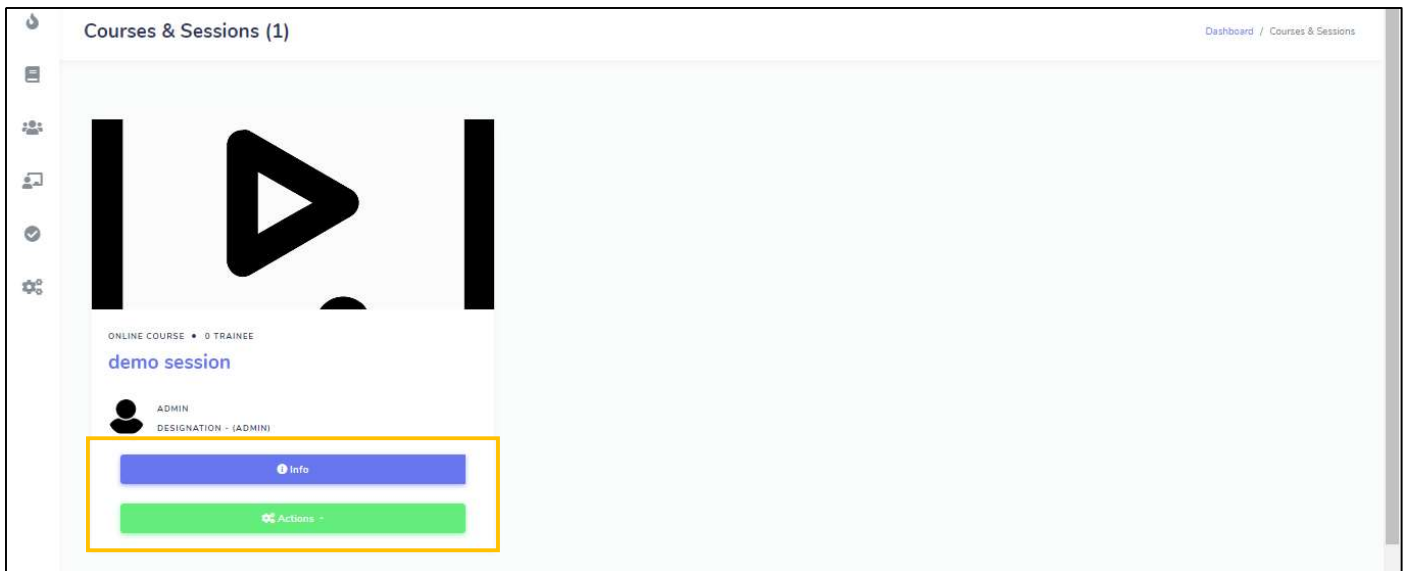 Courses & Sessions (1)
Dashboard / Courses & Sessions
ONLINE COURSE • 0 TRAINEE
demo session
ADMIN
DESIGNATION - (ADMIN)
Info
Actions -